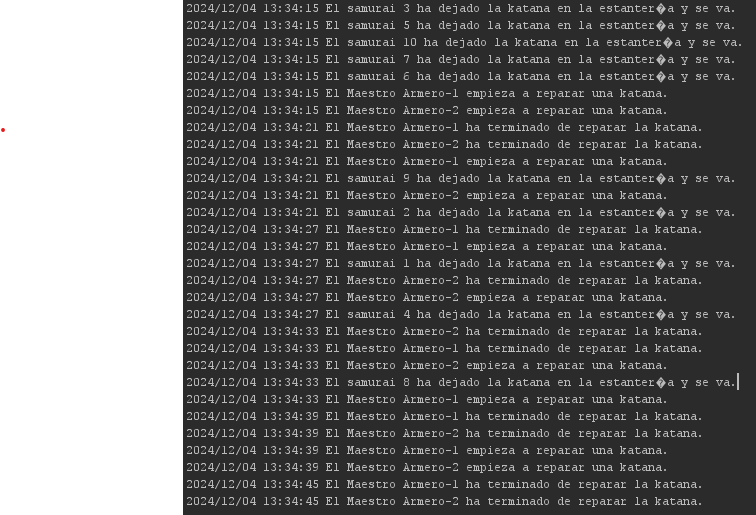 2024/12/04 13:34:15 El samurai 3 ha dejado la katana en la estanter�a y se va.
2024/12/04 13:34:15 El samurai 5 ha dejado la katana en la estanter�a y se va.
2024/12/04 13:34:15 El samurai 10 ha dejado la katana en la estanter�a y se va.
2024/12/04 13:34:15 El samurai 7 ha dejado la katana en la estanter�a y se va.
2024/12/04 13:34:15 El samurai 6 ha dejado la katana en la estanter�a y se va.
2024/12/04 13:34:15 El Maestro Armero-1 empieza a reparar una katana.
2024/12/04 13:34:15 El Maestro Armero-2 empieza a reparar una katana.
2024/12/04 13:34:21 El Maestro Armero-1 ha terminado de reparar la katana.
2024/12/04 13:34:21 El Maestro Armero-2 ha terminado de reparar la katana.
2024/12/04 13:34:21 El Maestro Armero-1 empieza a reparar una katana.
2024/12/04 13:34:21 El samurai 9 ha dejado la katana en la estanter�a y se va.
2024/12/04 13:34:21 El Maestro Armero-2 empieza a reparar una katana.
2024/12/04 13:34:21 El samurai 2 ha dejado la katana en la estanter�a y se va.
2024/12/04 13:34:27 El Maestro Armero-1 ha terminado de reparar la katana.
2024/12/04 13:34:27 El Maestro Armero-1 empieza a reparar una katana.
2024/12/04 13:34:27 El samurai 1 ha dejado la katana en la estanter�a y se va.
2024/12/04 13:34:27 El Maestro Armero-2 ha terminado de reparar la katana.
2024/12/04 13:34:27 El Maestro Armero-2 empieza a reparar una katana.
2024/12/04 13:34:27 El samurai 4 ha dejado la katana en la estanter�a y se va.
2024/12/04 13:34:33 El Maestro Armero-2 ha terminado de reparar la katana.
2024/12/04 13:34:33 El Maestro Armero-1 ha terminado de reparar la katana.
2024/12/04 13:34:33 El Maestro Armero-2 empieza a reparar una katana.
2024/12/04 13:34:33 El samurai 8 ha dejado la katana en la estanter�a y se va.
2024/12/04 13:34:33 El Maestro Armero-1 empieza a reparar una katana.
2024/12/04 13:34:39 El Maestro Armero-1 ha terminado de reparar la katana.
2024/12/04 13:34:39 El Maestro Armero-2 ha terminado de reparar la katana.
2024/12/04 13:34:39 El Maestro Armero-1 empieza a reparar una katana.
2024/12/04 13:34:39 El Maestro Armero-2 empieza a reparar una katana.
2024/12/04 13:34:45 El Maestro Armero-1 ha terminado de reparar la katana.
2024/12/04 13:34:45 El Maestro Armero-2 ha terminado de reparar la katana.